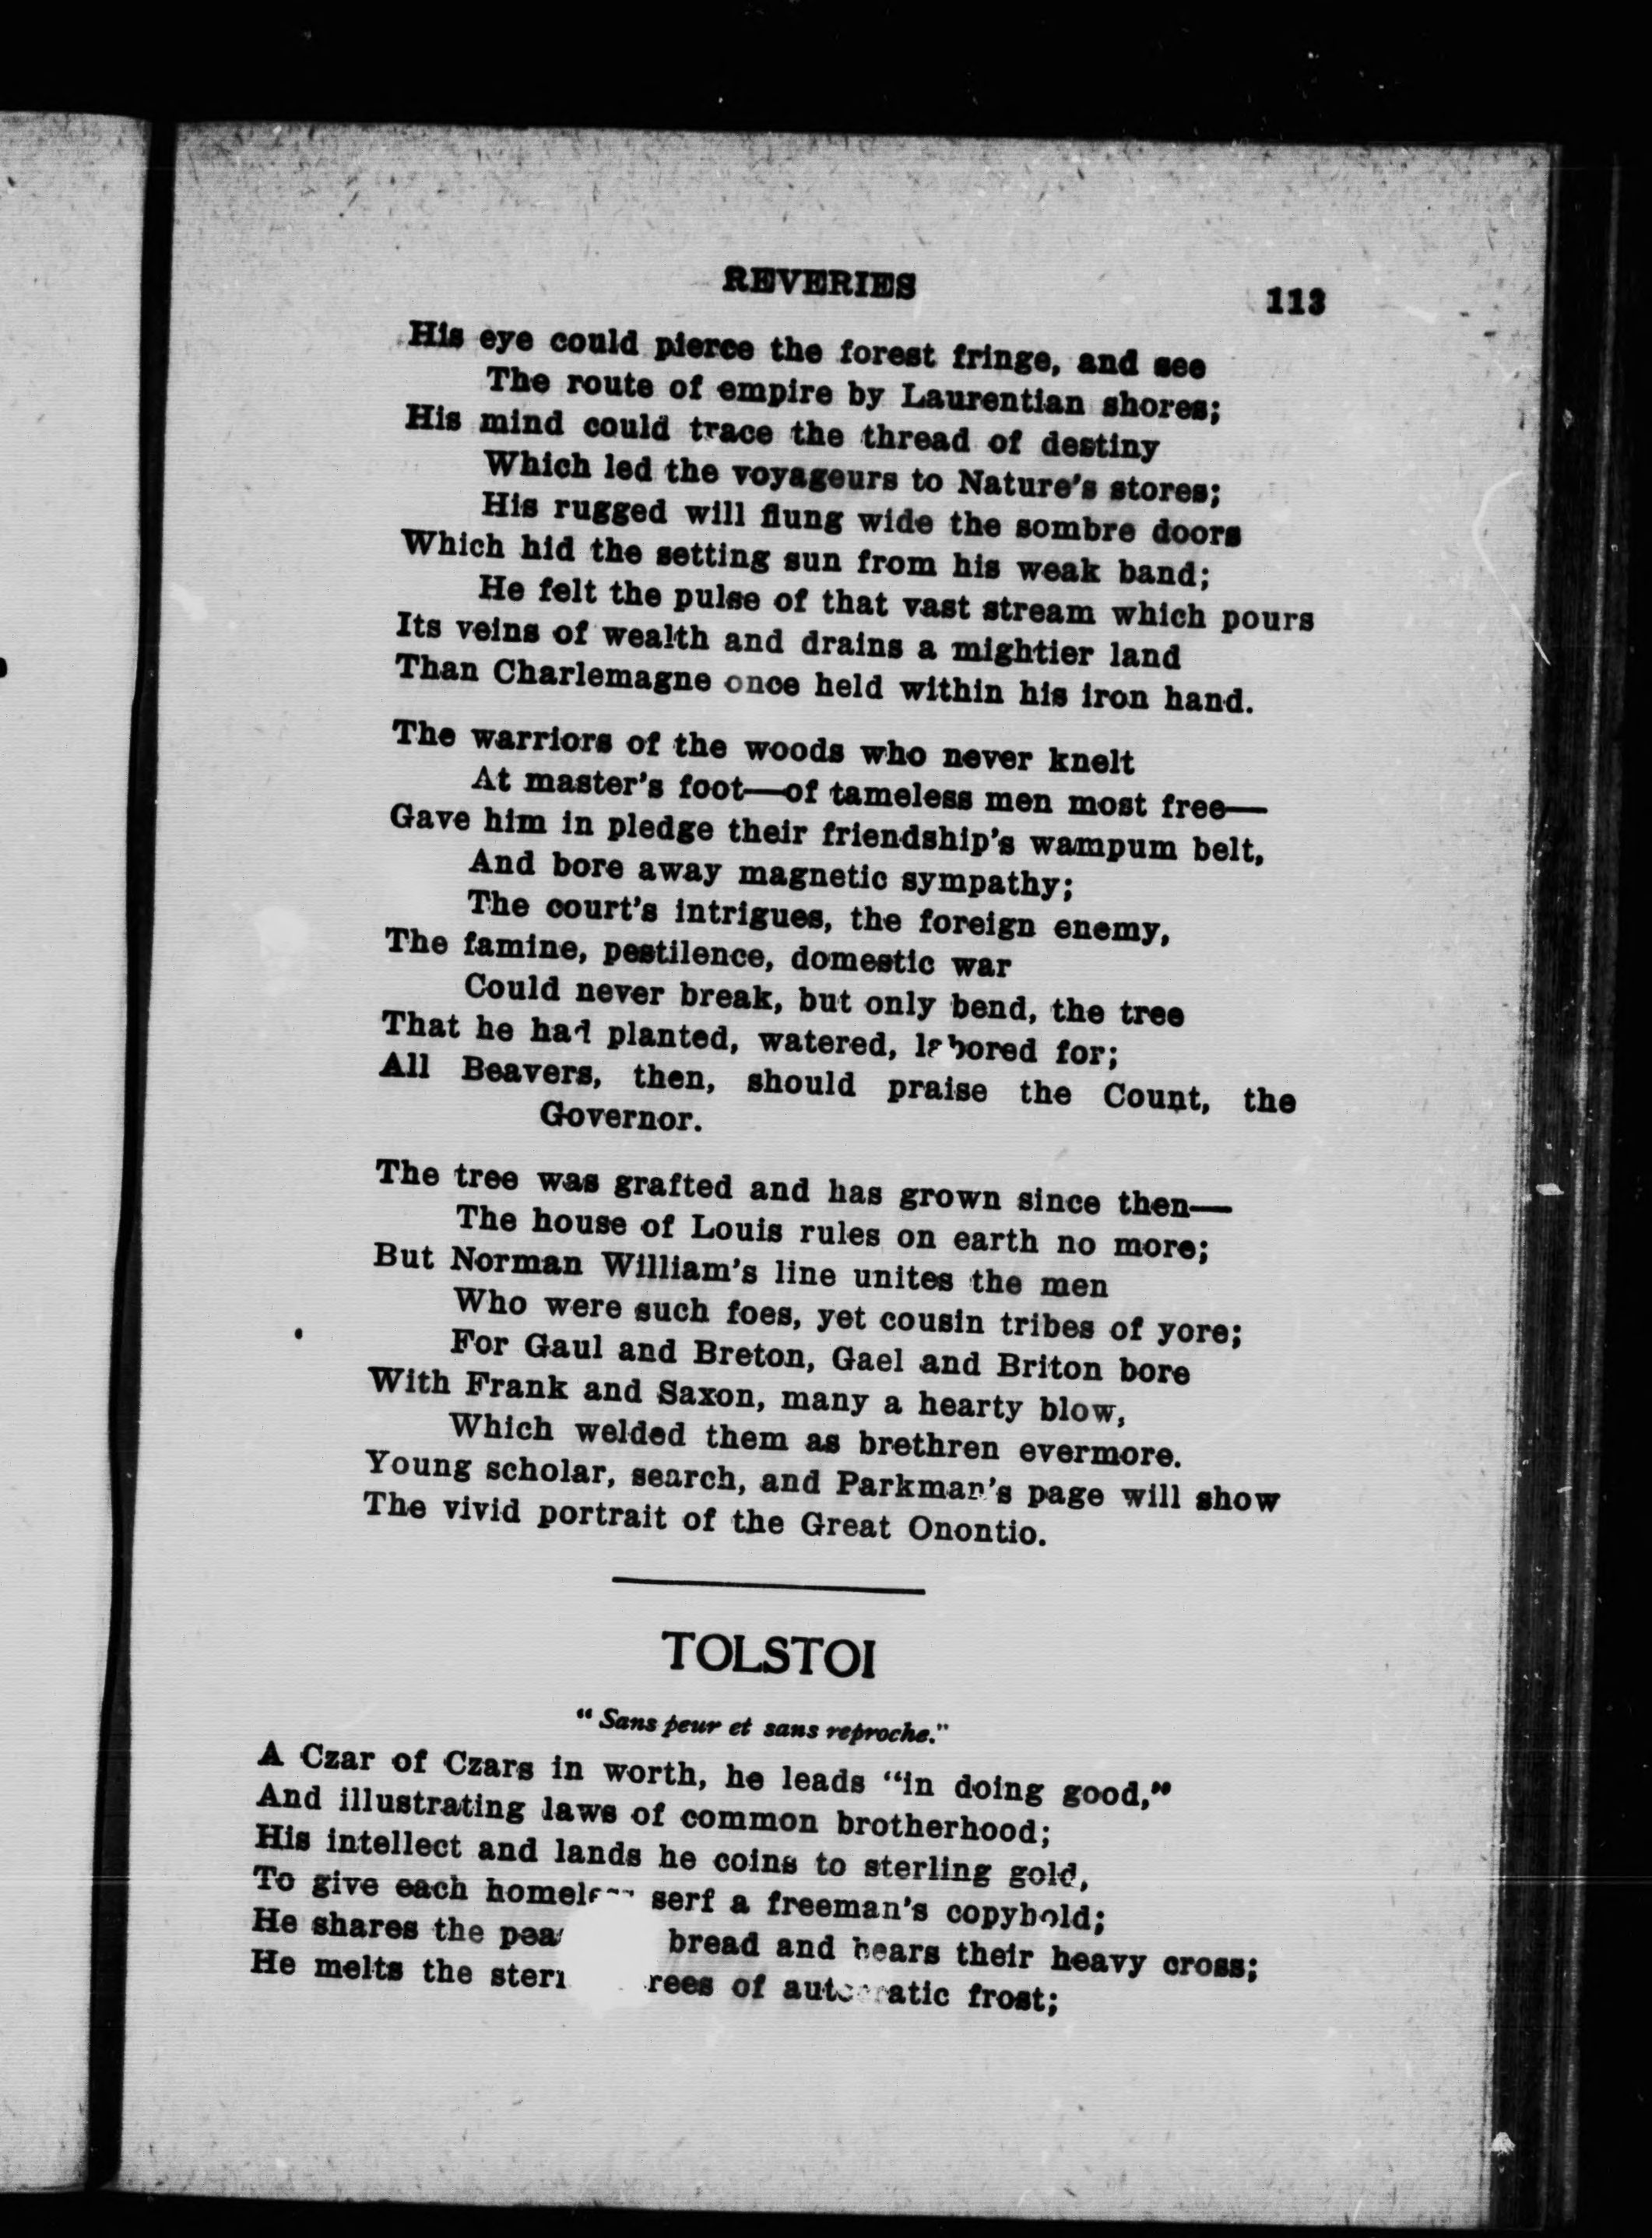 REVERIES 113
His eye could pierce the forest fringe, and see
The route of empire by Laurentian shores;
His mind could trace the thread of destiny
Which led the voyageurs to Nature's stores;
His rugged will flung wide the sombre doors
Which hid the setting sun from his weak band;
He felt the pulse of that vast stream which pours
Its veins of wealth and drains a mightier land
Than Charlemagne once held within his iron hand.
The warriors of the woods who never knelt
At master's foot—of tameless men most free—
Gave him in pledge their friendship's wampum belt,
And bore away magnetic sympathy;
The court's intrigues, the foreign enemy,
The famine, pestilence, domestic war
Could never break, but only bend, the tree
That he had planted, watered, labored for;
All Beavers, then, should praise the Count, the
Governor.
The tree was grafted and has grown since then—
The house of Louis rules on earth no more;
But Norman William's line unites the men
Who were such foes, yet cousin tribes of yore;
For Gaul and Breton, Gael and Briton bore
With Frank and Saxon, many a hearty blow,
Which welded them as brethren evermore.
Young scholar, search, and Parkman's page will show
The vivid portrait of the Great Onontio.
TOLSTOI
"Sans peur et sans reproche."
A Czar of Czars in worth, he leads "in doing good,"
And illustrating laws of common brotherhood;
His intellect and lands he coins to sterling gold,
To give each homeless serf a freeman's copyhold;
He shares the bread and bears their heavy cross;
He melts the of autocratic frost;